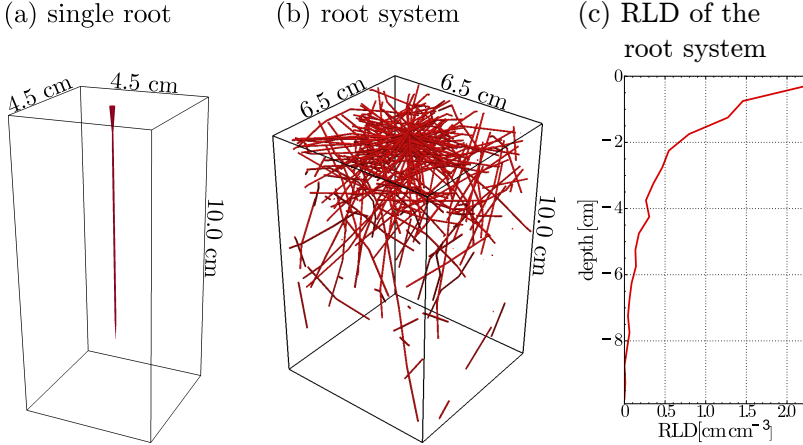 (a) single root
4.5 cm
4.5 cm
10.0 cm
(b) root system
6.5 cm
6.5 cm
10.0 cm
(c) RLD of the
root system
0
−2
−4
−6
−8
depth [cm]
0
0.5
1.0
1.5
2.0
RLD[cm cm⁻³]